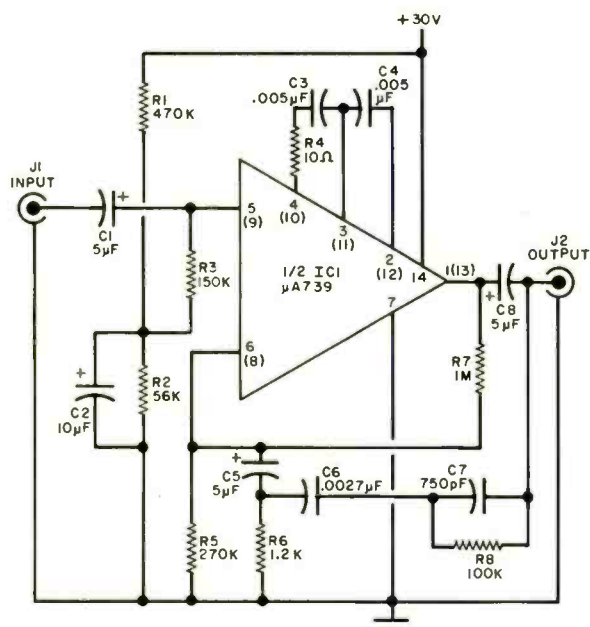 +30V
R1
470K
C3
.005µF
C4
.005
µF
R4
10Ω
J1
INPUT
C1
5µF
+
5
(9)
4
(10)
3
(11)
2
(12)
14
1(13)
R3
150K
1/2 IC1
µA739
7
6
(8)
J2
OUTPUT
+
C8
5µF
R2
56K
+
C2
10µF
R7
1M
+
C5
5µF
C6
.0027µF
C7
750pF
R5
270K
R6
1.2K
R8
100K